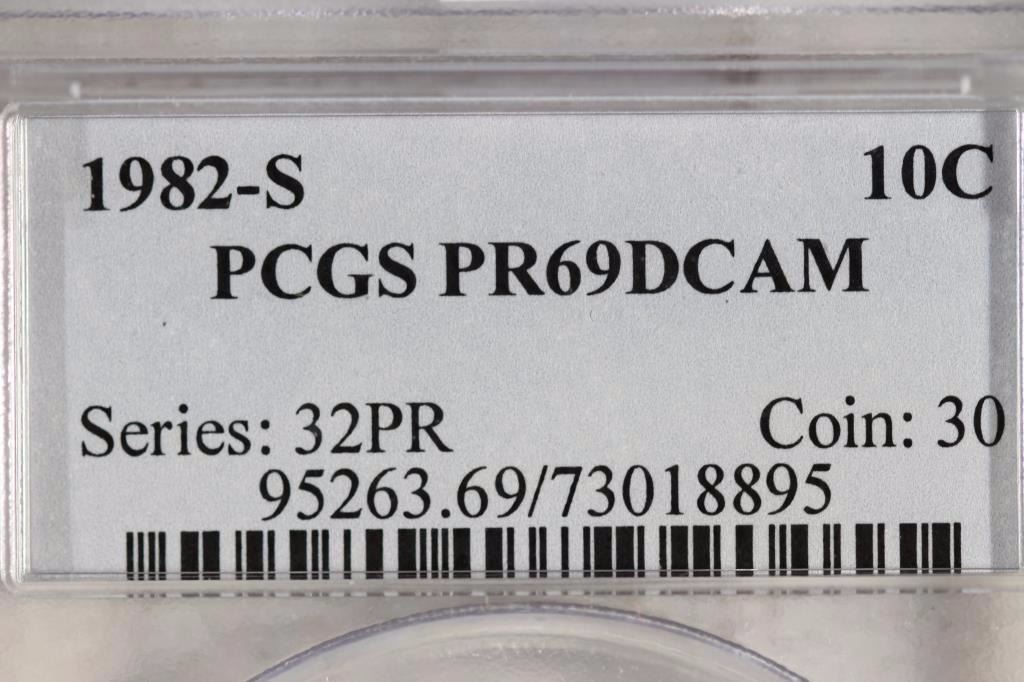 1982-S 10C
PCGS PR69DCAM
Series: 32PR Coin: 30
95263.69/73018895